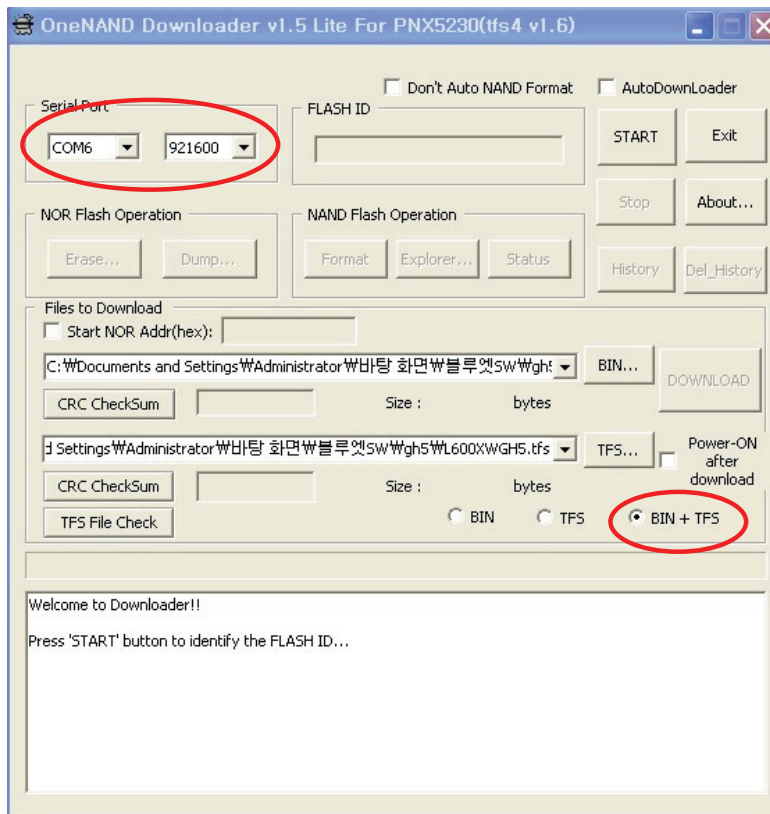 OneNAND Downloader v1.5 Lite For PNX5230(tfs4 v1.6)
Don't Auto NAND Format
AutoDownLoader
Serial Port
COM6
921600
FLASH ID
START
Exit
Stop
About...
NOR Flash Operation
Erase...
Dump...
NAND Flash Operation
Format
Explorer...
Status
History
Del_History
Files to Download
Start NOR Addr(hex):
C:₩Documents and Settings₩Administrator₩바탕 화면₩블루엣SW₩gh5
BIN...
DOWNLOAD
CRC CheckSum
Size :
bytes
d Settings₩Administrator₩바탕 화면₩블루엣SW₩gh5₩L600XWGH5.tfs
TFS...
Power-ON
after
download
CRC CheckSum
Size :
bytes
TFS File Check
BIN
TFS
BIN + TFS
Welcome to Downloader!!
Press 'START' button to identify the FLASH ID...